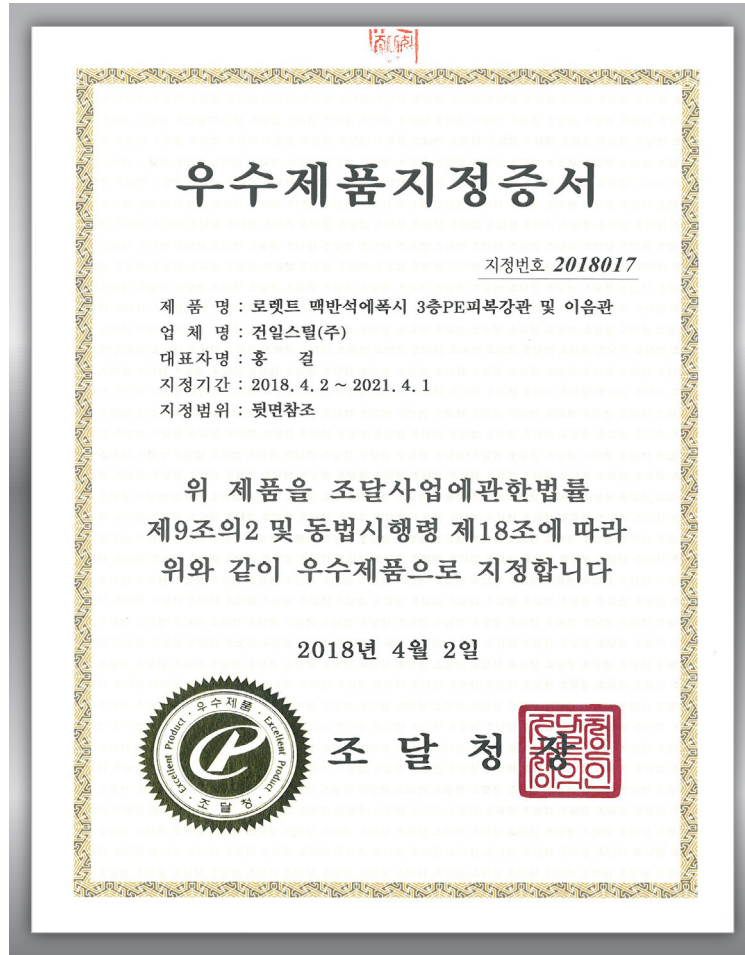 우수제품지정증서
지정번호 2018017
제 품 명 : 로렛트 맥반석에폭시 3층PE피복강관 및 이음관
업 체 명 : 건일스틸(주)
대표자명 : 홍 걸
지정기간 : 2018. 4. 2 ~ 2021. 4. 1
지정범위 : 뒷면참조
위 제품을 조달사업에관한법률
제9조의2 및 동법시행령 제18조에 따라
위와 같이 우수제품으로 지정합니다
2018년 4월 2일
· 우수제품 ·
Excellent Product
Excellent Product
· 조달청 ·
조 달 청 장